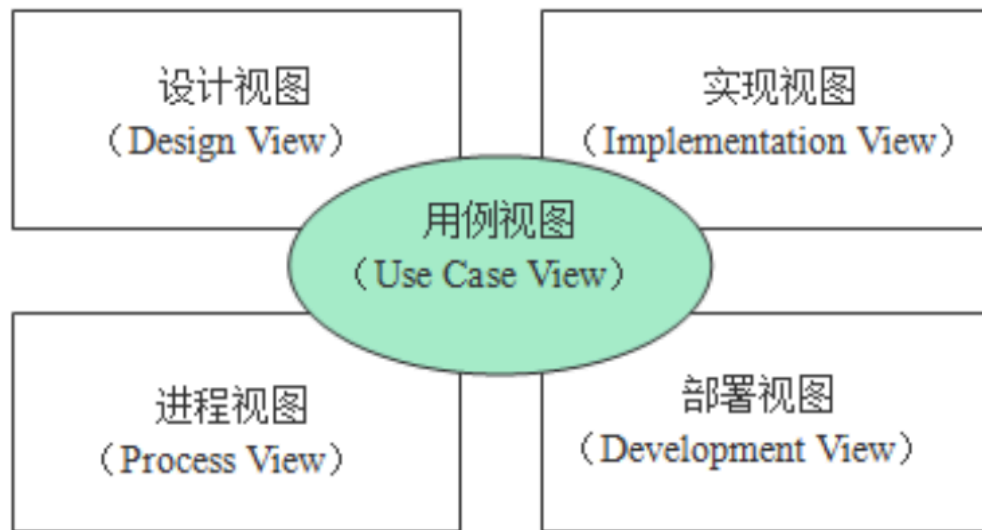 设计视图
（Design View）
实现视图
（Implementation View）
用例视图
（Use Case View）
进程视图
（Process View）
部署视图
（Development View）